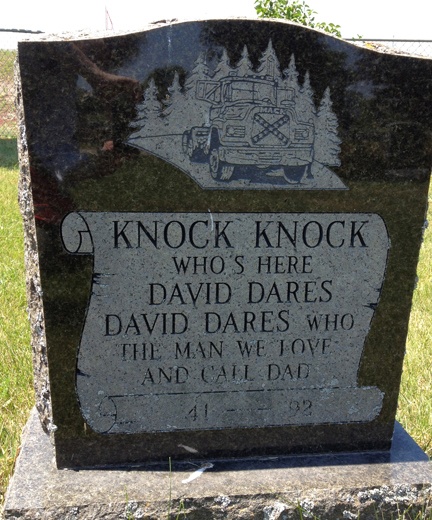 KNOCK KNOCK
WHO'S HERE
DAVID DARES
DAVID DARES WHO
THE MAN WE LOVE
AND CALL DAD
41 - - 92